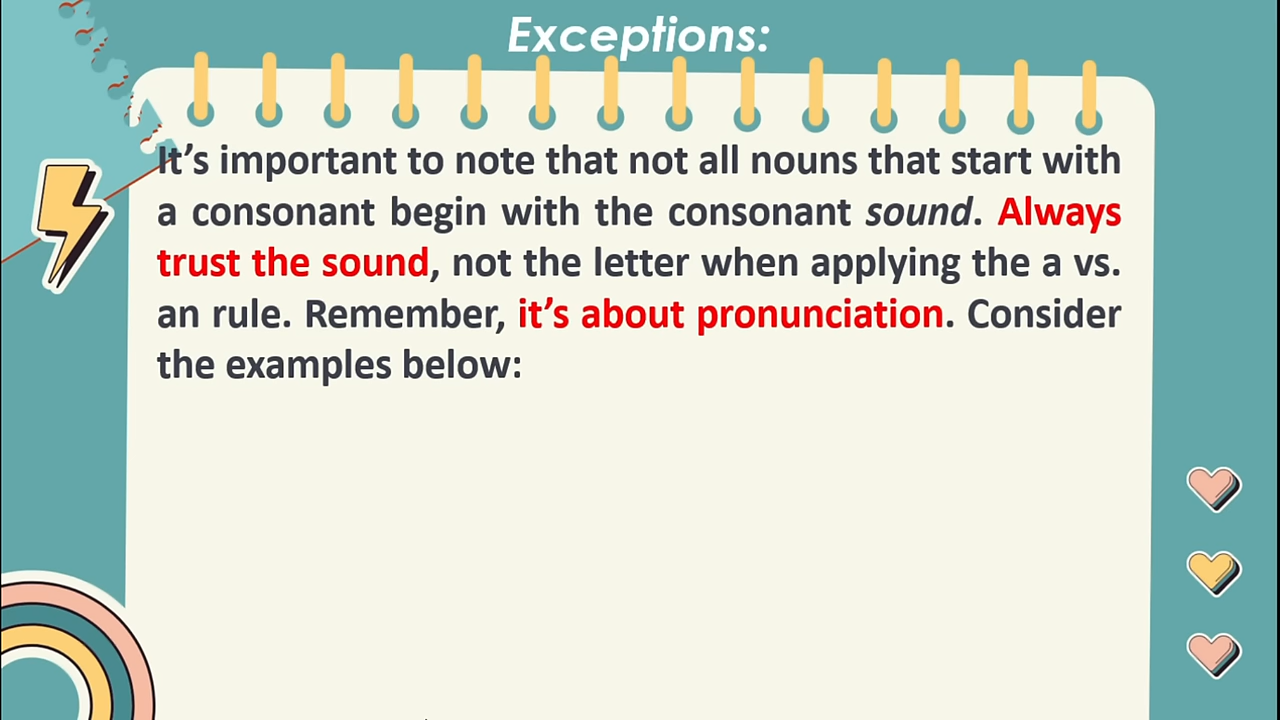 Exceptions:
It’s important to note that not all nouns that start with
a consonant begin with the consonant sound. Always
trust the sound, not the letter when applying the a vs.
an rule. Remember, it’s about pronunciation. Consider
the examples below: